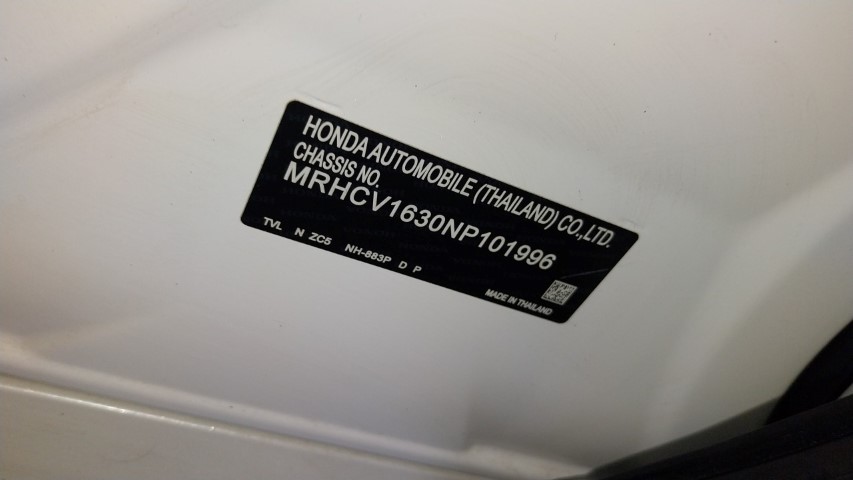 HONDA AUTOMOBILE (THAILAND) CO.,LTD.
CHASSIS NO.
MRHCV1630NP101996
TVL N ZC5 NH-883P D P
MADE IN THAILAND